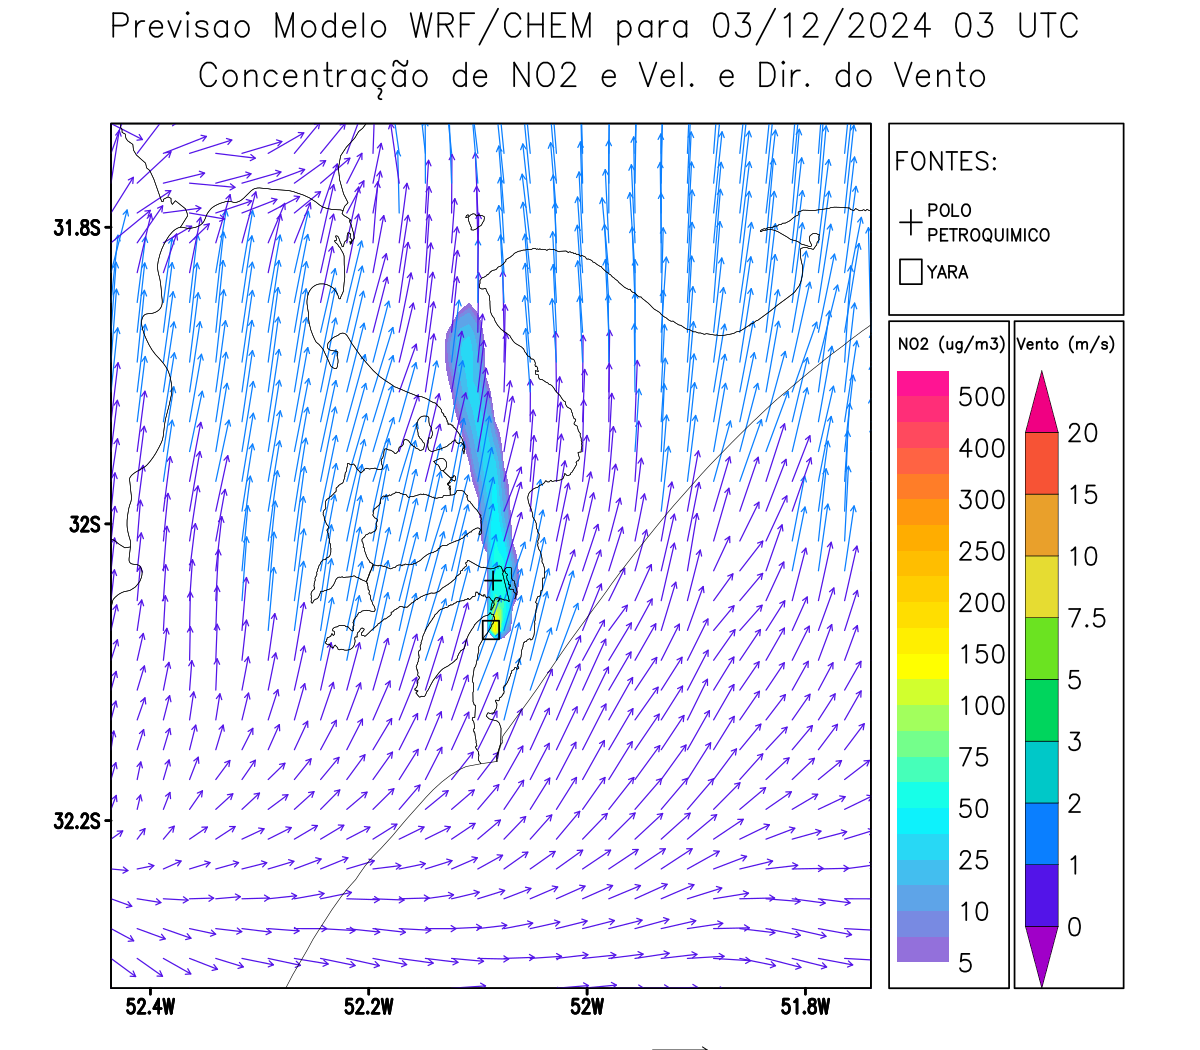 Previsao Modelo WRF/CHEM para 03/12/2024 03 UTC
Concentração de NO2 e Vel. e Dir. do Vento
FONTES:
POLO
PETROQUIMICO
YARA
NO2 (ug/m3)
500
400
300
250
200
150
100
75
50
25
10
5
Vento (m/s)
20
15
10
7.5
5
3
2
1
0
31.8S
32S
32.2S
52.4W
52.2W
52W
51.8W